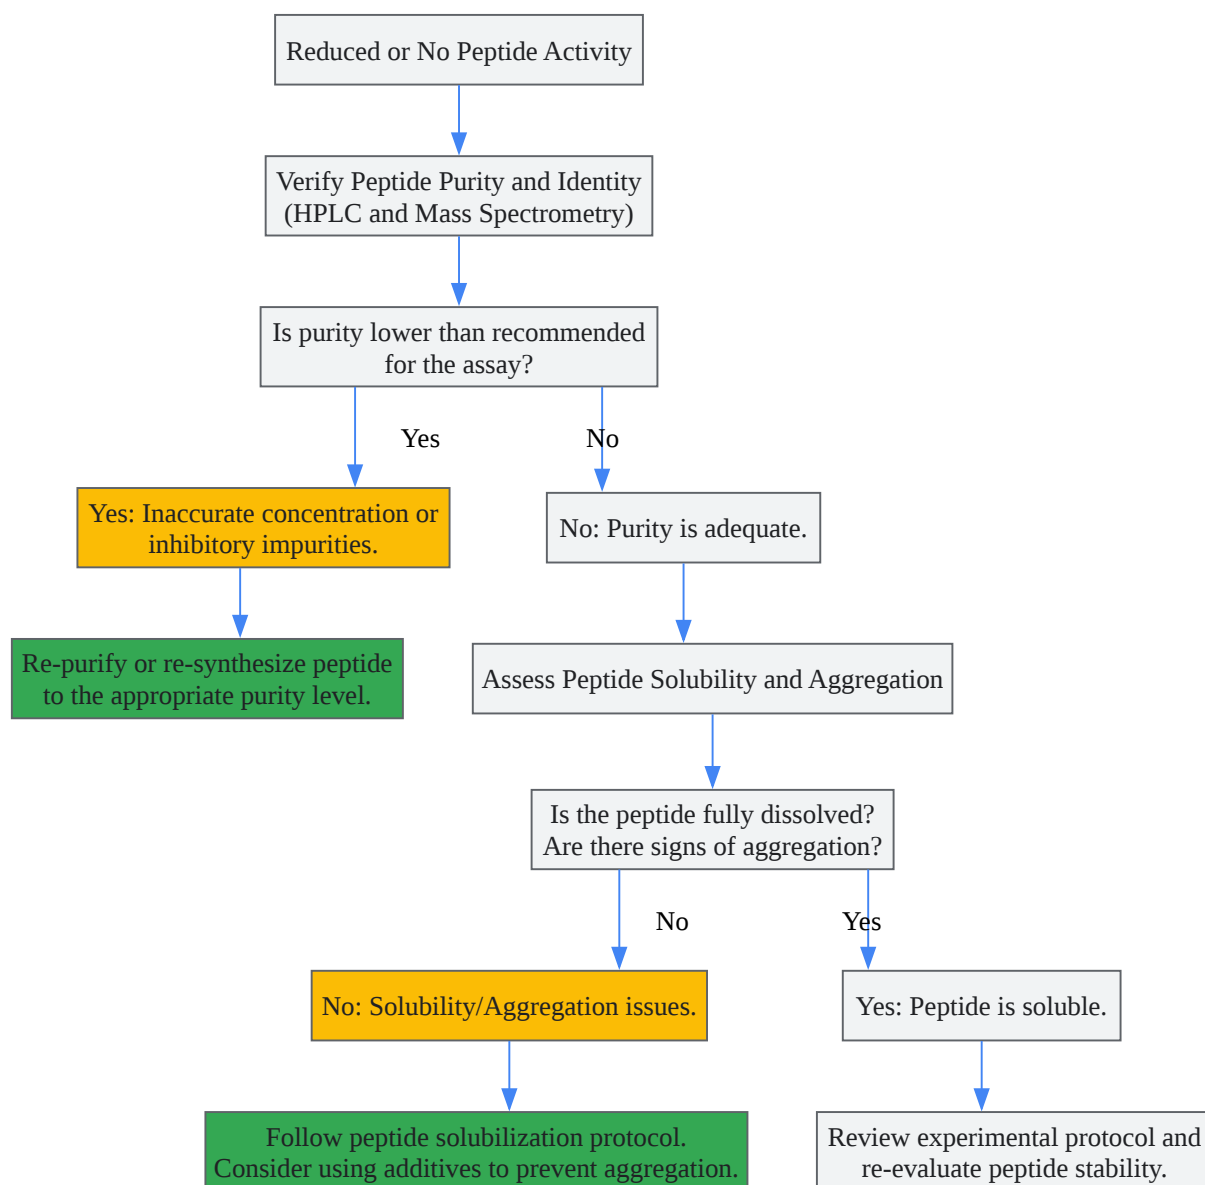 Reduced or No Peptide Activity
Verify Peptide Purity and Identity
(HPLC and Mass Spectrometry)
Is purity lower than recommended
for the assay?
Yes
No
Yes: Inaccurate concentration or
inhibitory impurities.
No: Purity is adequate.
Re-purify or re-synthesize peptide
to the appropriate purity level.
Assess Peptide Solubility and Aggregation
Is the peptide fully dissolved?
Are there signs of aggregation?
No
Yes
No: Solubility/Aggregation issues.
Yes: Peptide is soluble.
Follow peptide solubilization protocol.
Consider using additives to prevent aggregation.
Review experimental protocol and
re-evaluate peptide stability.